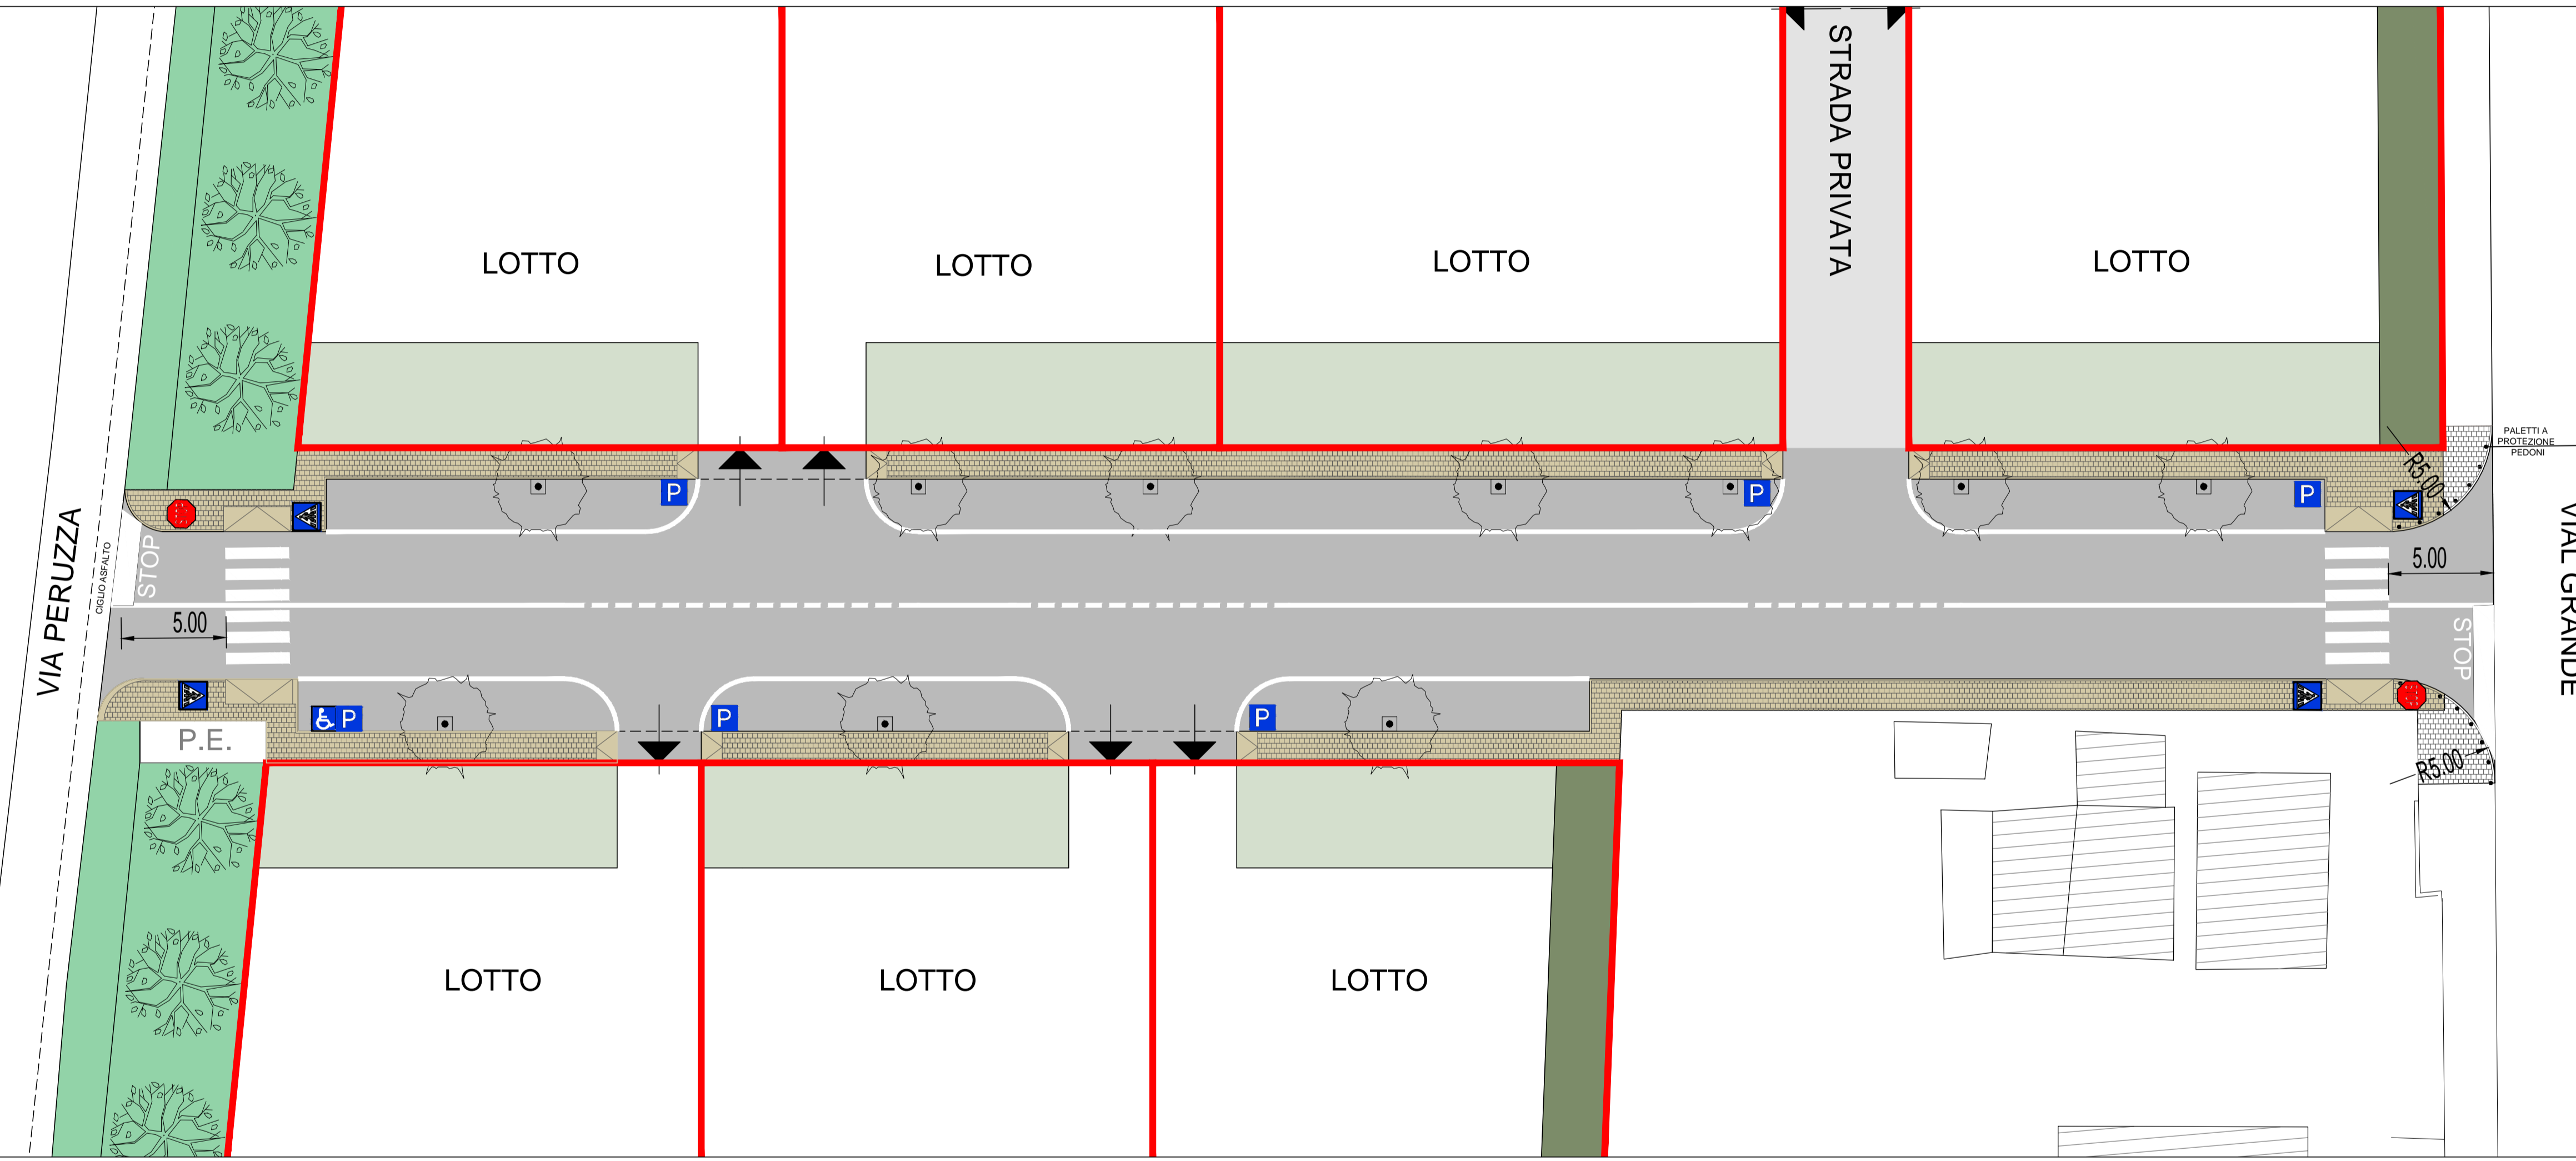 STRADA PRIVATA
LOTTO
LOTTO
LOTTO
LOTTO
PALETTI A
PROTEZIONE
PEDONI
R5.00
P
P
P
STOP
CIGLIO ASFALTO
VIA PERUZZA
5.00
5.00
VIAL GRANDE
STOP
P
P
P
P.E.
R5.00
LOTTO
LOTTO
LOTTO